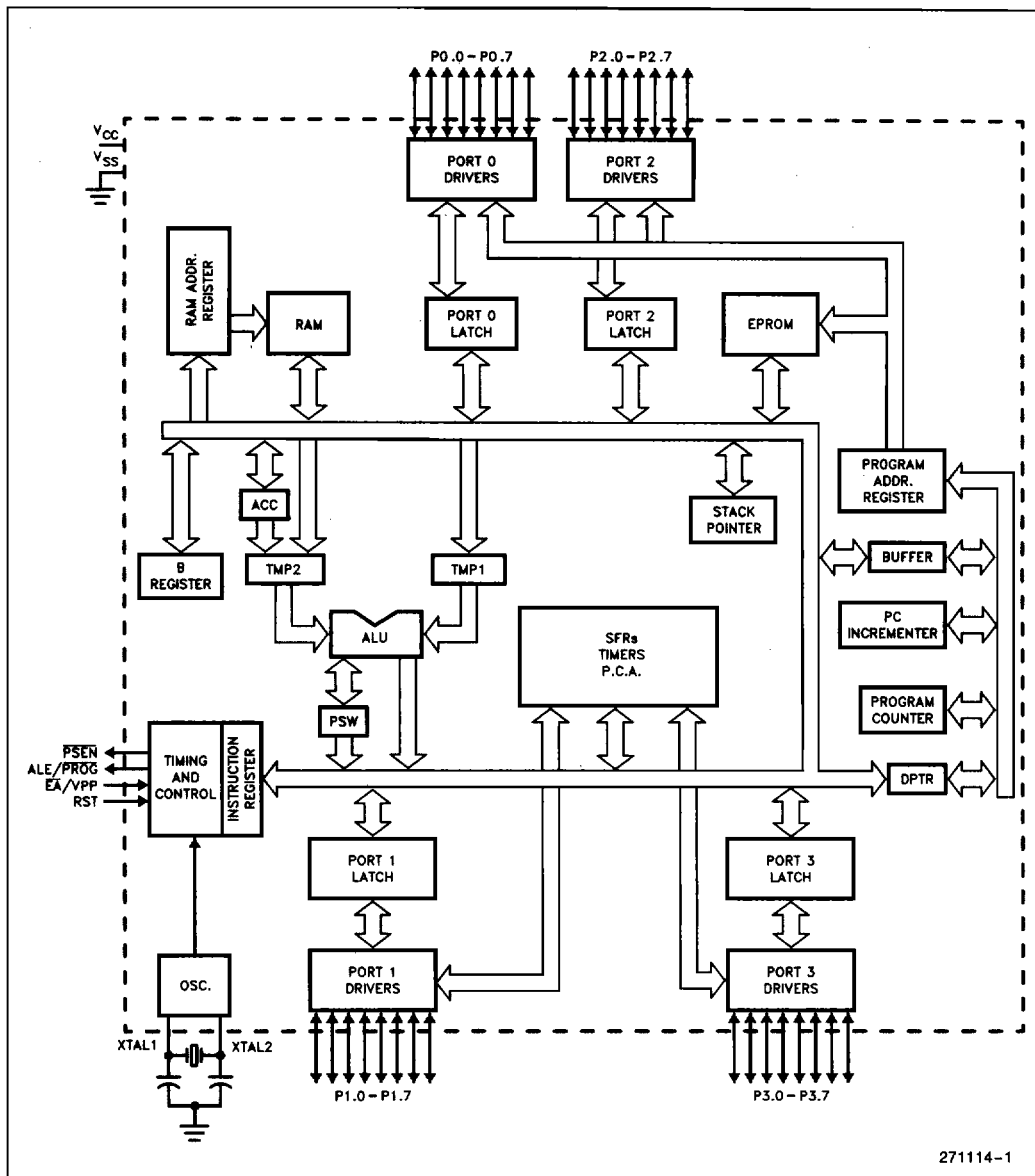 P0.0-P0.7
P2.0-P2.7
VCC
VSS
PORT 0
DRIVERS
PORT 2
DRIVERS
RAM ADDR.
REGISTER
RAM
PORT 0
LATCH
PORT 2
LATCH
EPROM
PROGRAM
ADDR.
REGISTER
ACC
STACK
POINTER
B
REGISTER
TMP2
TMP1
BUFFER
ALU
SFRs
TIMERS
P.C.A.
PC
INCREMENTER
PSW
PROGRAM
COUNTER
PSEN
ALE/PROG
EA/VPP
RST
TIMING
AND
CONTROL
INSTRUCTION
REGISTER
DPTR
PORT 1
LATCH
PORT 3
LATCH
OSC.
PORT 1
DRIVERS
PORT 3
DRIVERS
XTAL1
XTAL2
P1.0-P1.7
P3.0-P3.7
271114-1